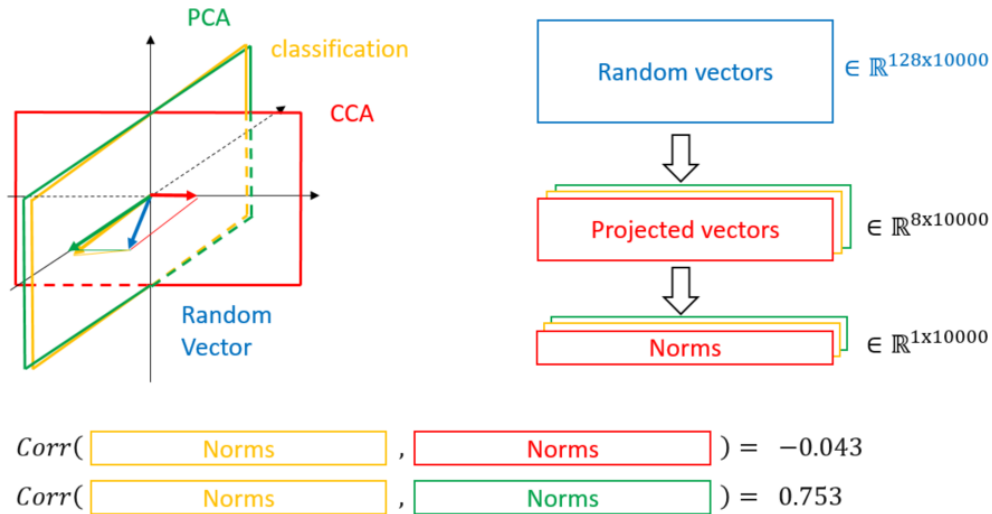 PCA
classification
CCA
Random
Vector
Random vectors ∈ ℝ^{128x10000}
Projected vectors ∈ ℝ^{8x10000}
Norms ∈ ℝ^{1x10000}
Corr( Norms , Norms ) = −0.043
Corr( Norms , Norms ) = 0.753